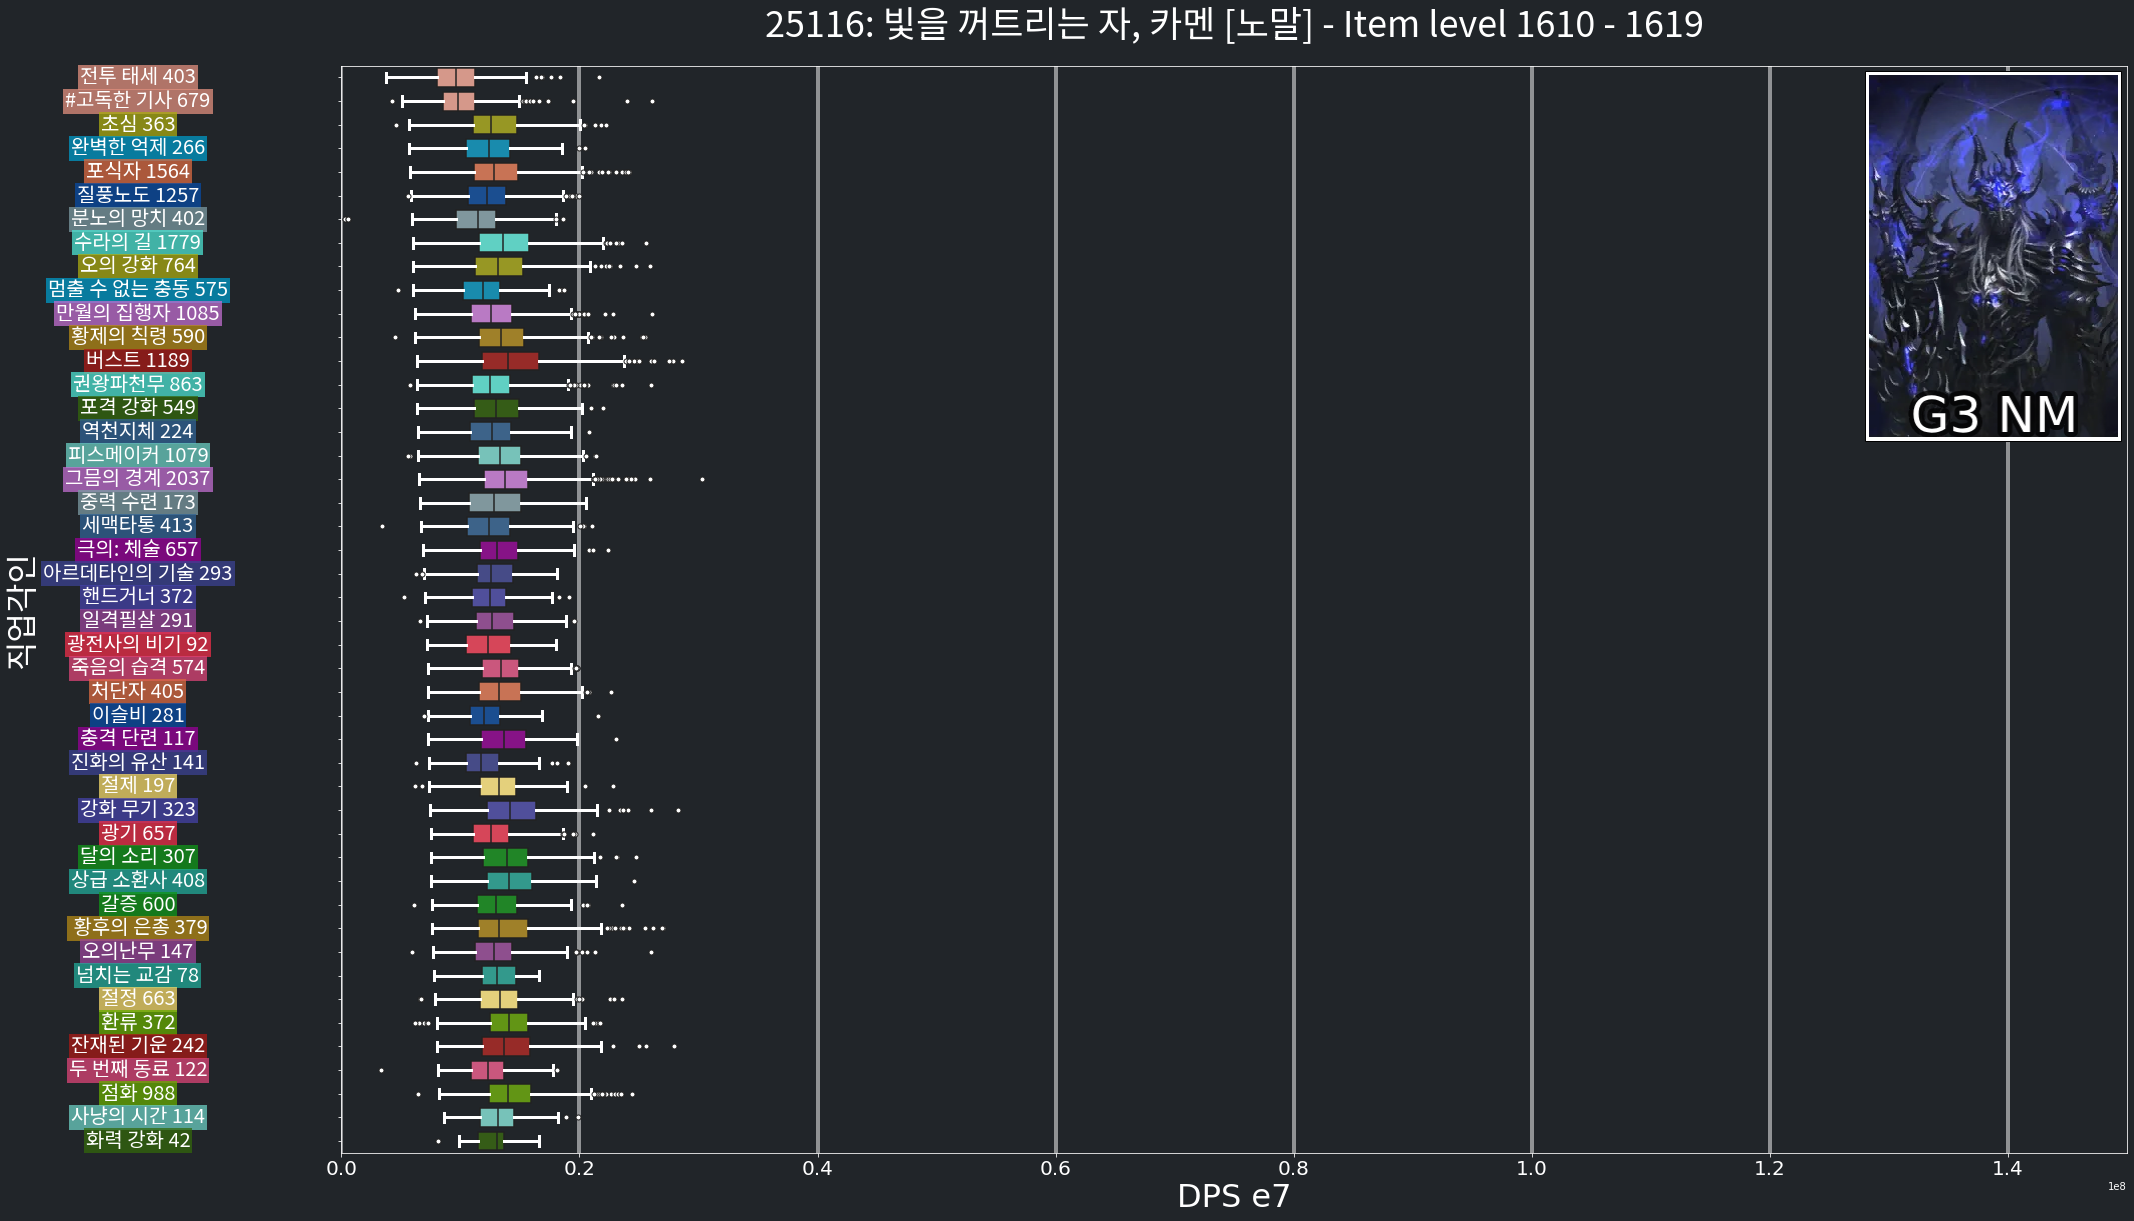 25116: 빛을 꺼트리는 자, 카멘 [노말] - Item level 1610 - 1619
전투 태세 403
#고독한 기사 679
초심 363
완벽한 억제 266
포식자 1564
질풍노도 1257
분노의 망치 402
수라의 길 1779
오의 강화 764
멈출 수 없는 충동 575
만월의 집행자 1085
황제의 칙령 590
버스트 1189
권왕파천무 863
포격 강화 549
역천지체 224
피스메이커 1079
그믐의 경계 2037
중력 수련 173
세맥타통 413
극의: 체술 657
아르데타인의 기술 293
핸드거너 372
일격필살 291
광전사의 비기 92
죽음의 습격 574
처단자 405
이슬비 281
충격 단련 117
진화의 유산 141
절제 197
강화 무기 323
광기 657
달의 소리 307
상급 소환사 408
갈증 600
황후의 은총 379
오의난무 147
넘치는 교감 78
절정 663
환류 372
잔재된 기운 242
두 번째 동료 122
점화 988
사냥의 시간 114
화력 강화 42
직업각인
G3 NM
0.0 0.2 0.4 0.6 0.8 1.0 1.2 1.4
DPS e7
1e8